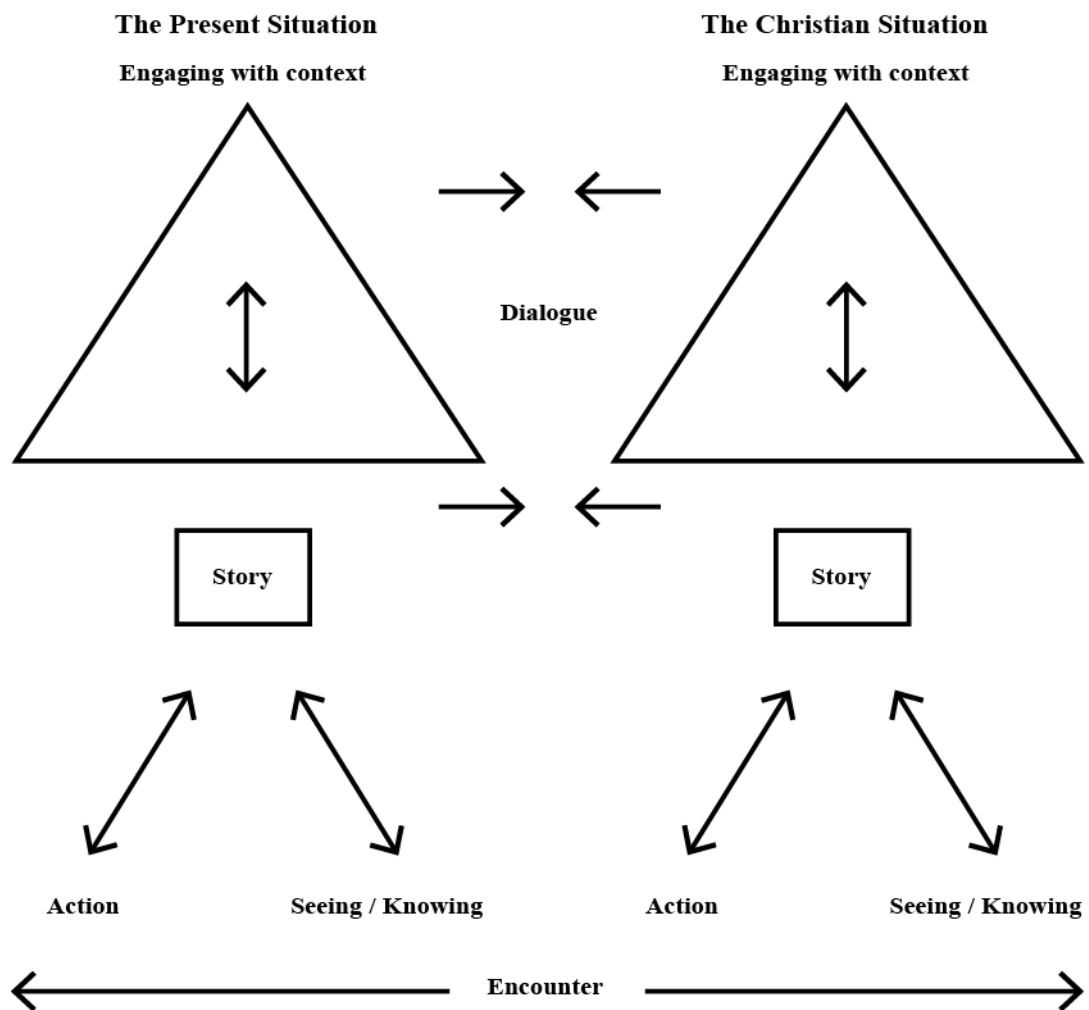 The Present Situation
The Christian Situation
Engaging with context
Engaging with context
Dialogue
Story
Story
Action
Seeing / Knowing
Action
Seeing / Knowing
Encounter